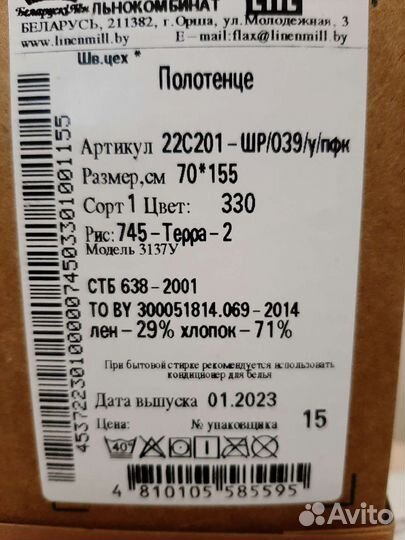 ЛЬНОКОМБИНАТ
БЕЛАРУСЬ, 211382, г.Орша, ул.Молодежная, 3
www.linenmill.by E-mail:flax@linenmill.by
Шв.цех *
Полотенце
Артикул 22С201-ШР/039/у/пфк
Размер,см 70*155
Сорт 1 Цвет: 330
Рис: 745-Терра-2
Модель 3137У
СТБ 638-2001
ТО BY 300051814.069-2014
лен-29% хлопок-71%
При бытовой стирке рекомендуется использовать
кондиционер для белья
Дата выпуска 01.2023
Цена: № упаковщика 15
40
4 810105 585595
4537223010000074503301001155
Avito